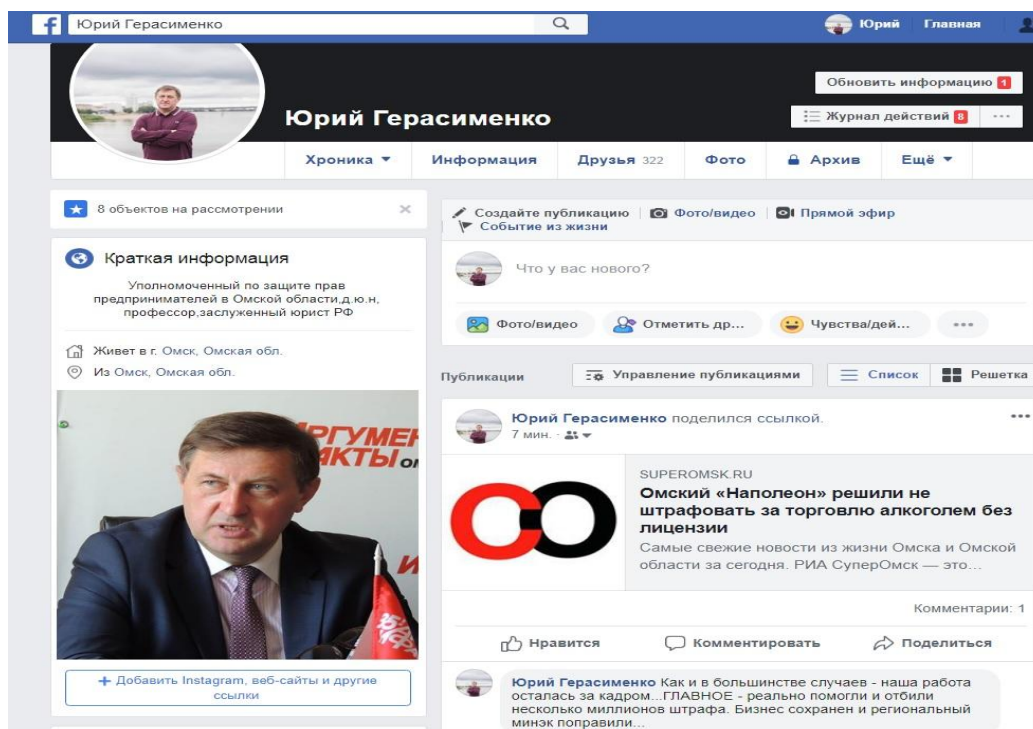 f Юрий Герасименко
Юрий Главная
Обновить информацию 1
Юрий Герасименко
Журнал действий 8 ...
Хроника Информация Друзья 322 Фото Архив Ещё
8 объектов на рассмотрении
Краткая информация
Уполномоченный по защите прав
предпринимателей в Омской области,д.ю.н,
профессор,заслуженный юрист РФ
Живет в г. Омск, Омская обл.
Из Омск, Омская обл.
РГУМЕ
АКТЫ
+ Добавить Instagram, веб-сайты и другие
ссылки
Создайте публикацию Фото/видео Прямой эфир
Событие из жизни
Что у вас нового?
Фото/видео Отметить др... Чувства/дей... ...
Публикации Управление публикациями Список Решетка
Юрий Герасименко поделился ссылкой. ...
7 мин. ·
SUPEROMSK.RU
Омский «Наполеон» решили не
штрафовать за торговлю алкоголем без
лицензии
Самые свежие новости из жизни Омска и Омской
области за сегодня. РИА СуперОмск — это...
Комментарии: 1
Нравится Комментировать Поделиться
Юрий Герасименко Как и в большинстве случаев - наша работа
осталась за кадром...ГЛАВНОЕ - реально помогли и отбили
несколько миллионов штрафа. Бизнес сохранен и региональный
минэк поправили...